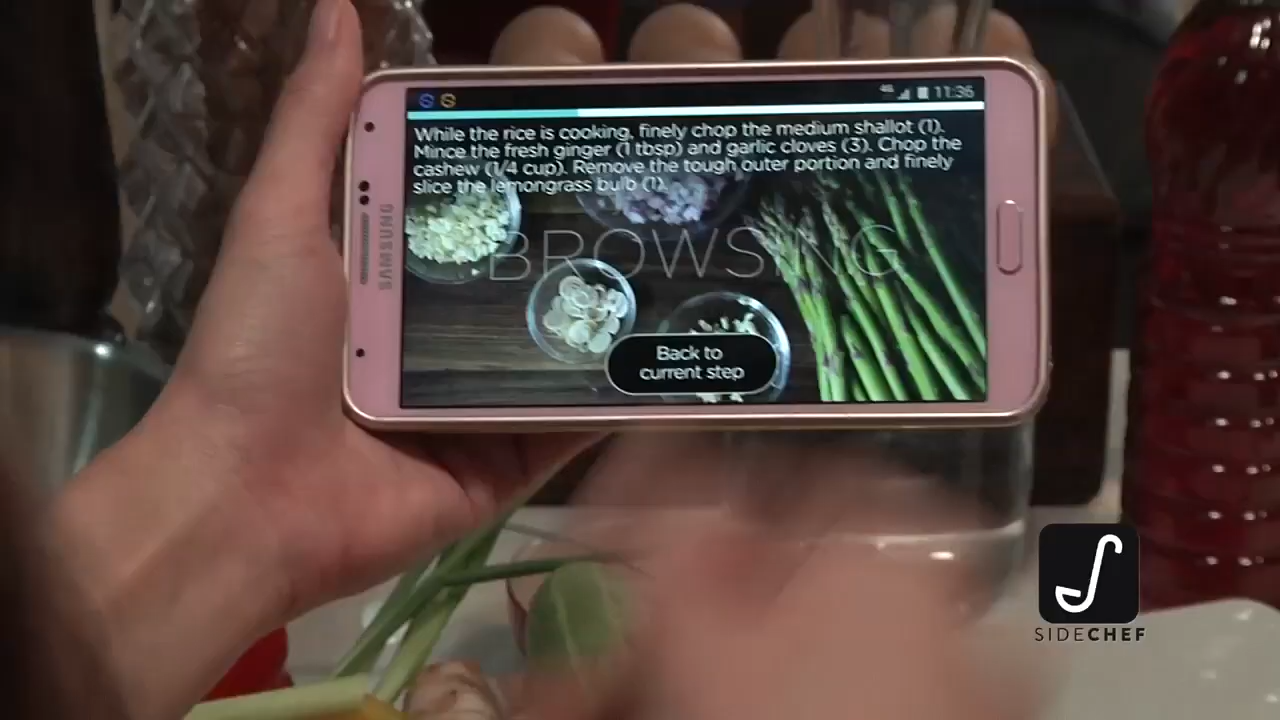 4G 11:36
While the rice is cooking, finely chop the medium shallot (1).
Mince the fresh ginger (1 tbsp) and garlic cloves (3). Chop the
cashew (1/4 cup). Remove the tough outer portion and finely
slice the lemongrass bulb (1).
BROWSING
Back to
current step
SAMSUNG
SIDECHEF